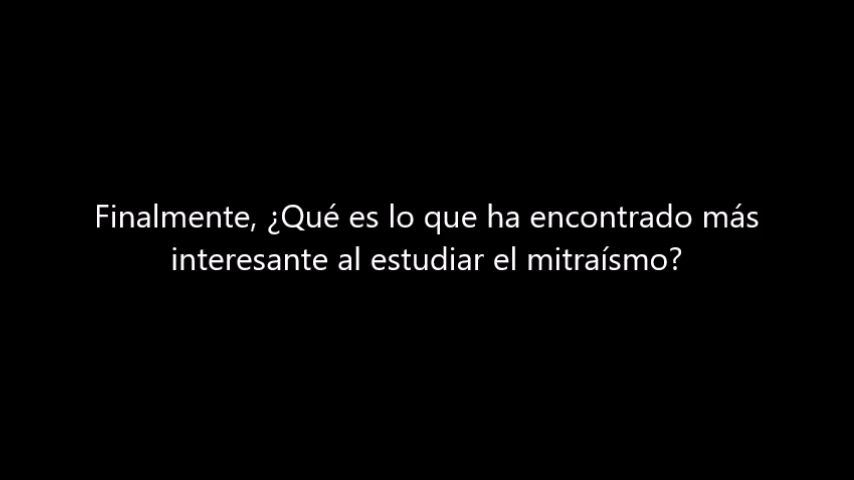 Finalmente, ¿Qué es lo que ha encontrado más
interesante al estudiar el mitraísmo?